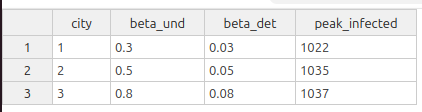 city beta_und beta_det peak_infected
1 1 0.3 0.03 1022
2 2 0.5 0.05 1035
3 3 0.8 0.08 1037